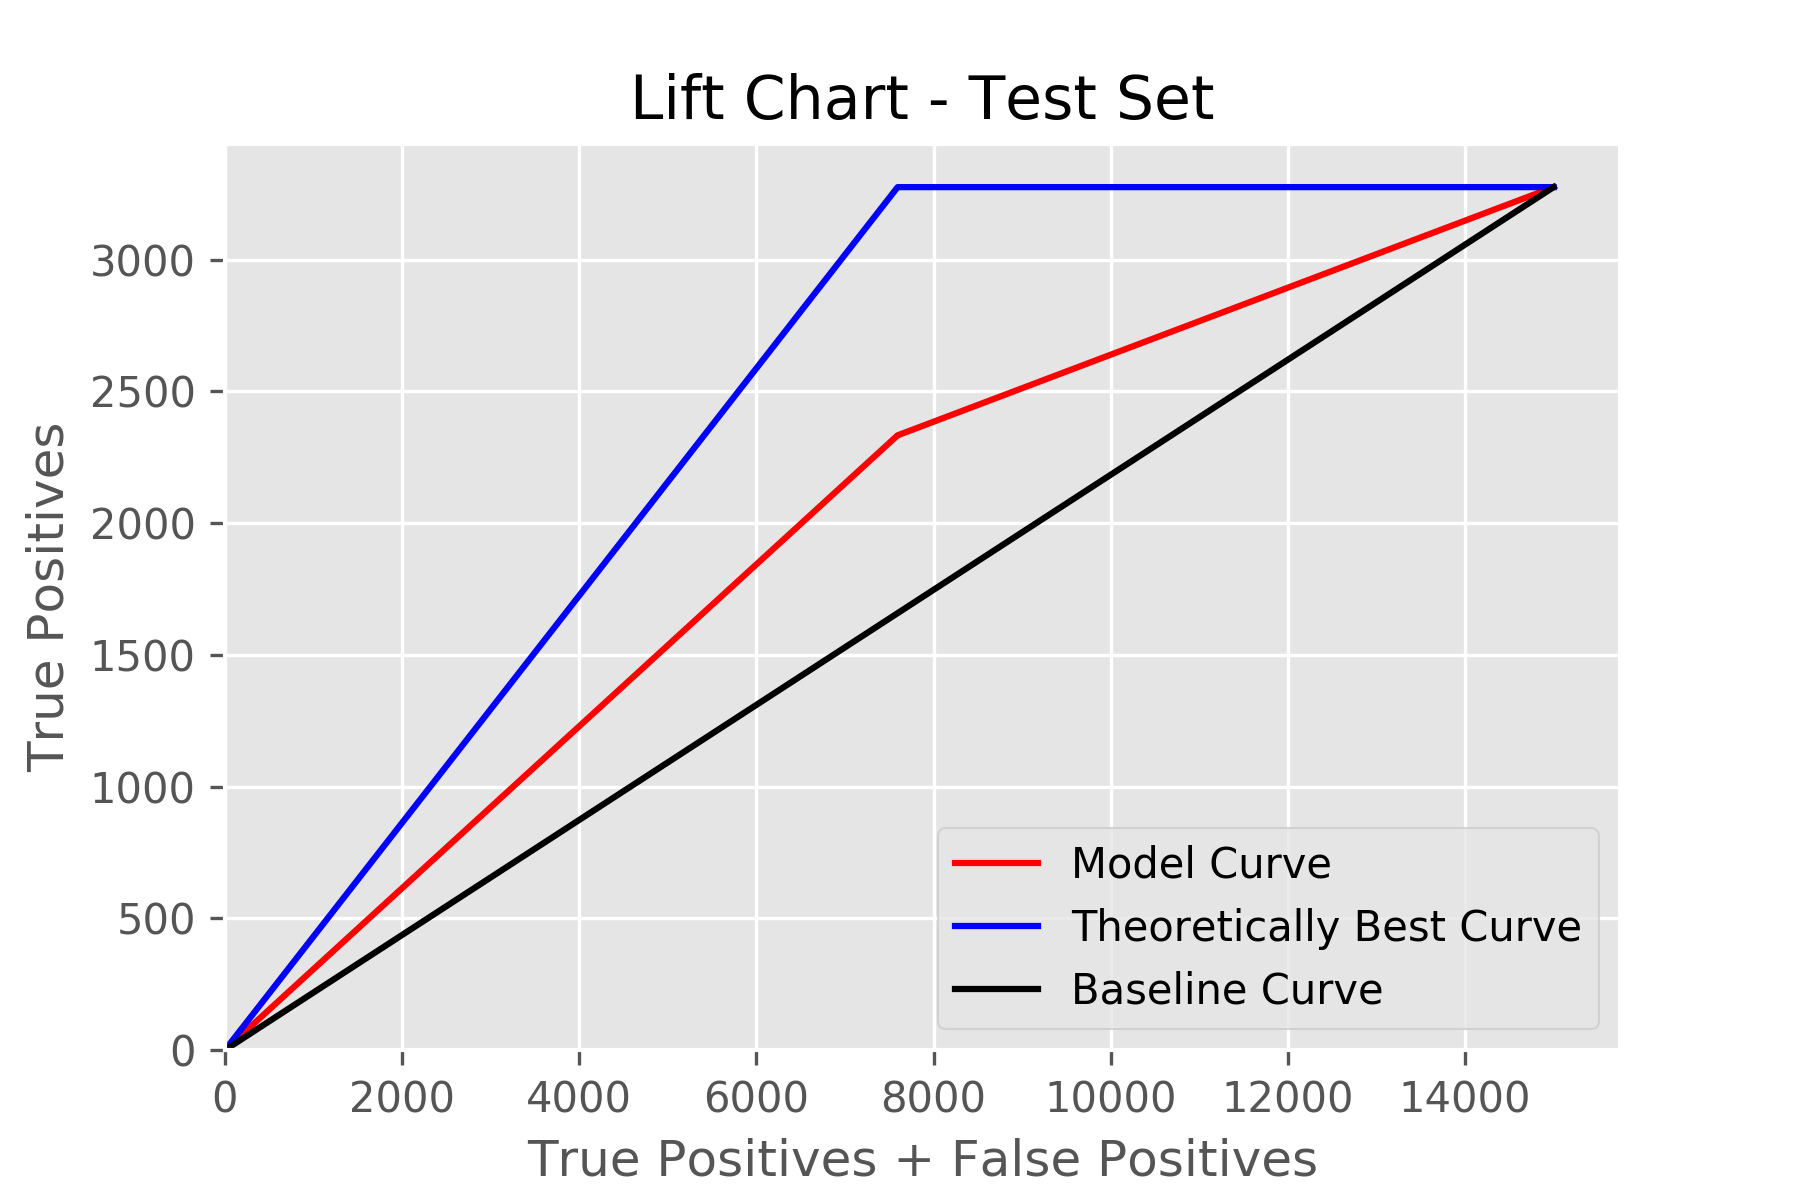 Lift Chart - Test Set
True Positives
3000
2500
2000
1500
1000
500
0
Model Curve
Theoretically Best Curve
Baseline Curve
0 2000 4000 6000 8000 10000 12000 14000
True Positives + False Positives